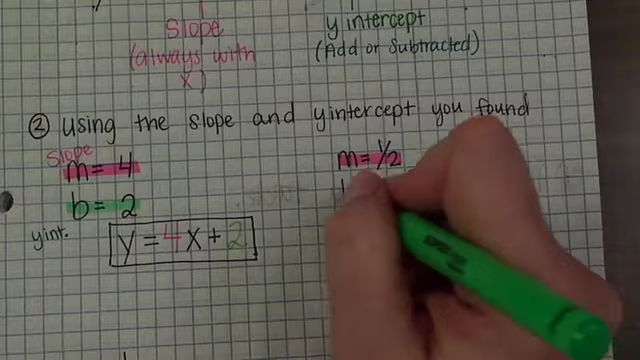 slope
(always with
x)
y intercept
(Add or Subtracted)
② using the slope and y intercept you found
slope
m = 4
b = 2
y int.
y = 4x + 2
m = 1/2